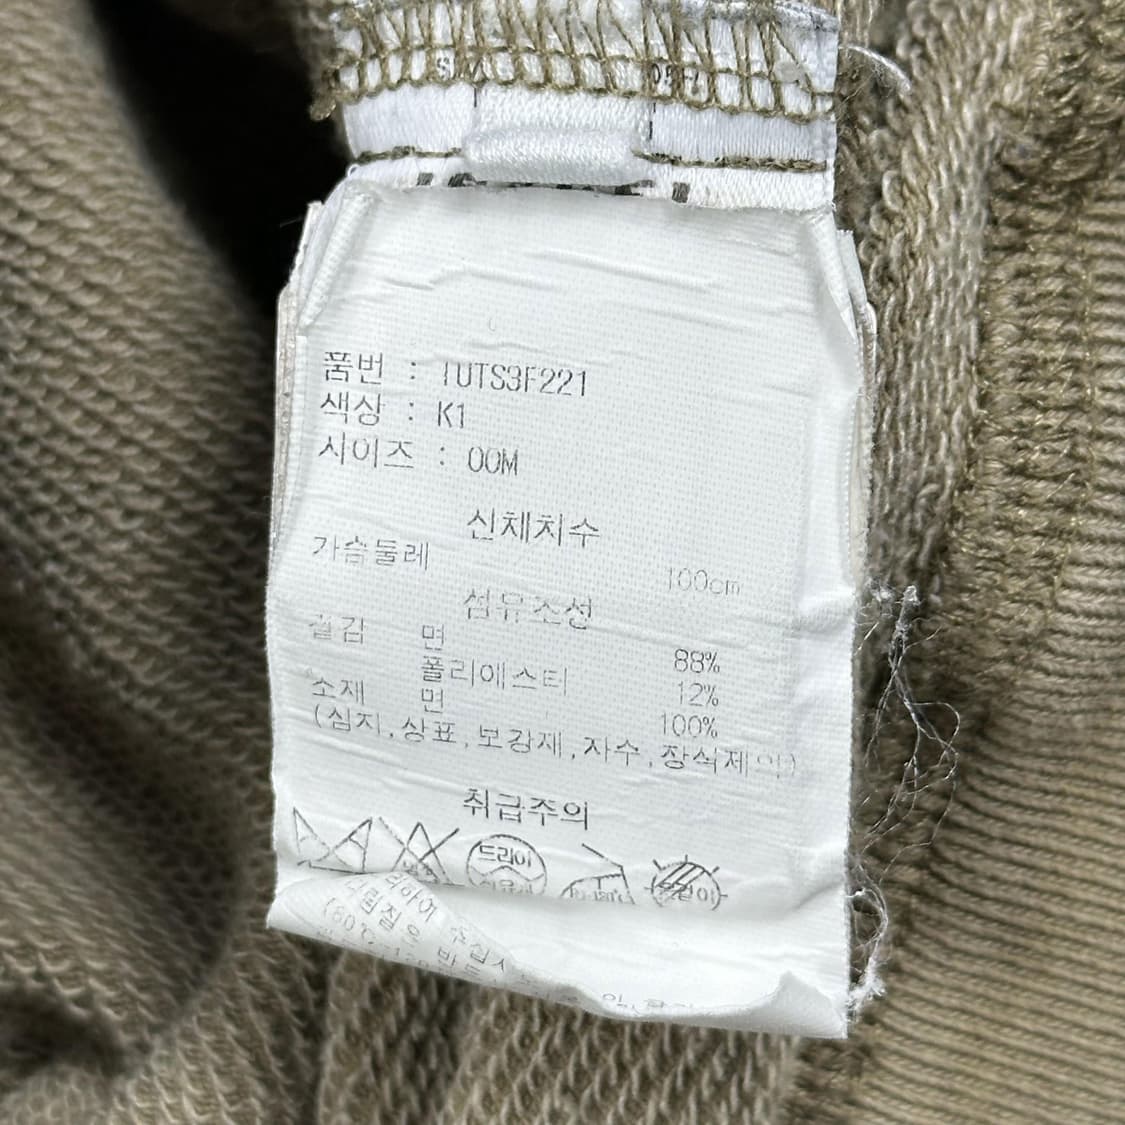 품번 : TUTS3F221
색상 : K1
사이즈 : 00M
신체치수
가슴둘레 100cm
섬유조성
겉감 면 88%
폴리에스터 12%
소재 면 100%
(심지,상표,보강재,자수,장식제외)
취급주의
드라이